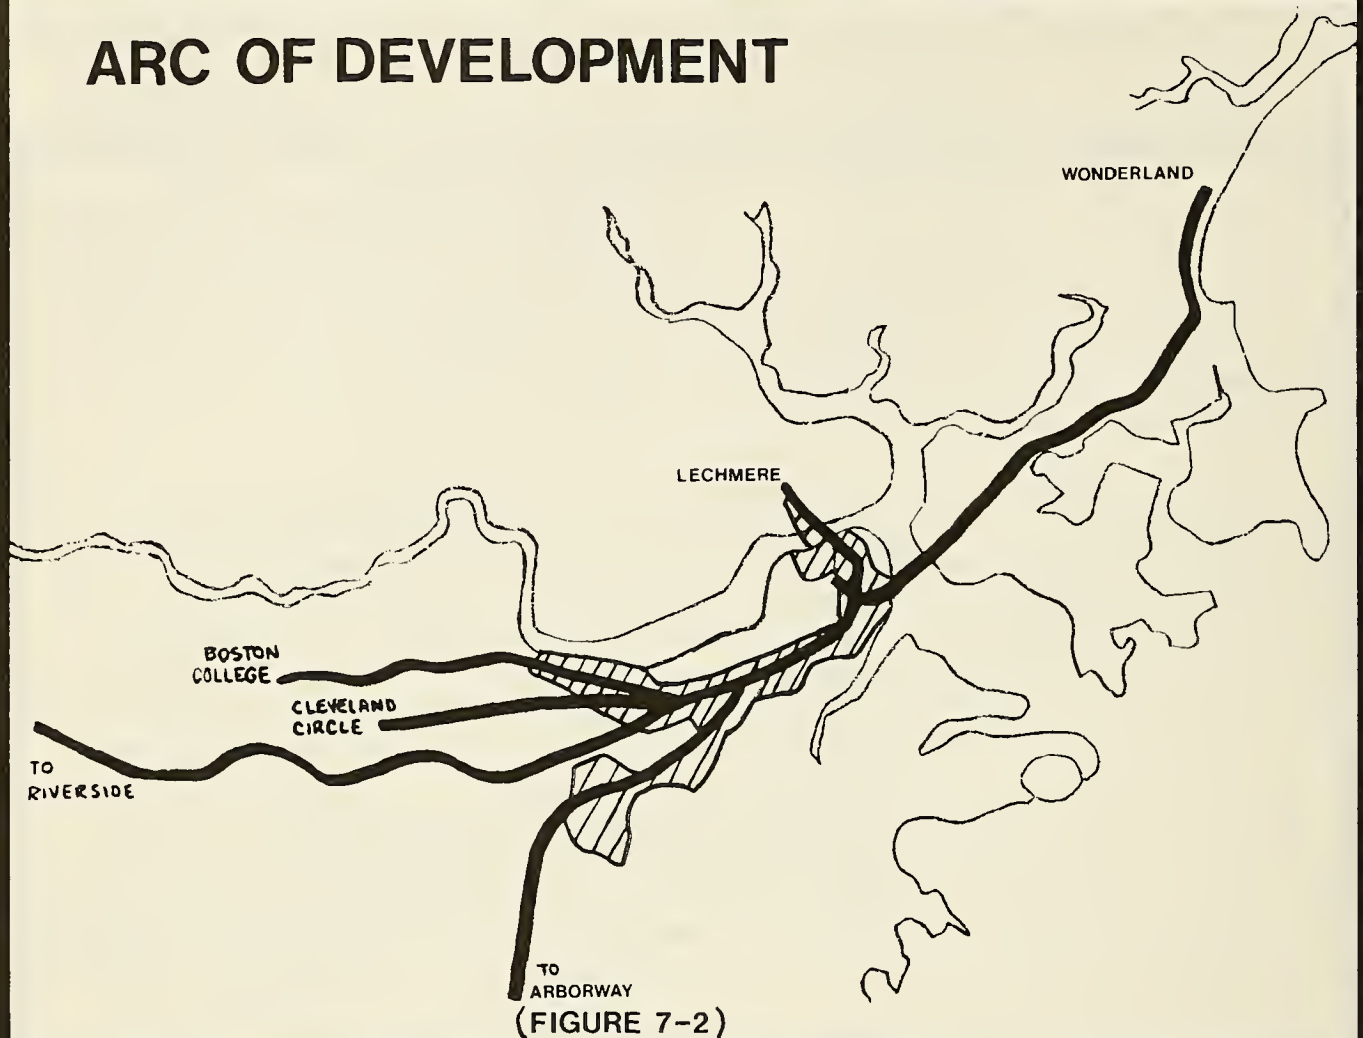 ARC OF DEVELOPMENT
WONDERLAND
LECHMERE
BOSTON
COLLEGE
CLEVELAND
CIRCLE
TO
RIVERSIDE
TO
ARBORWAY
(FIGURE 7-2)